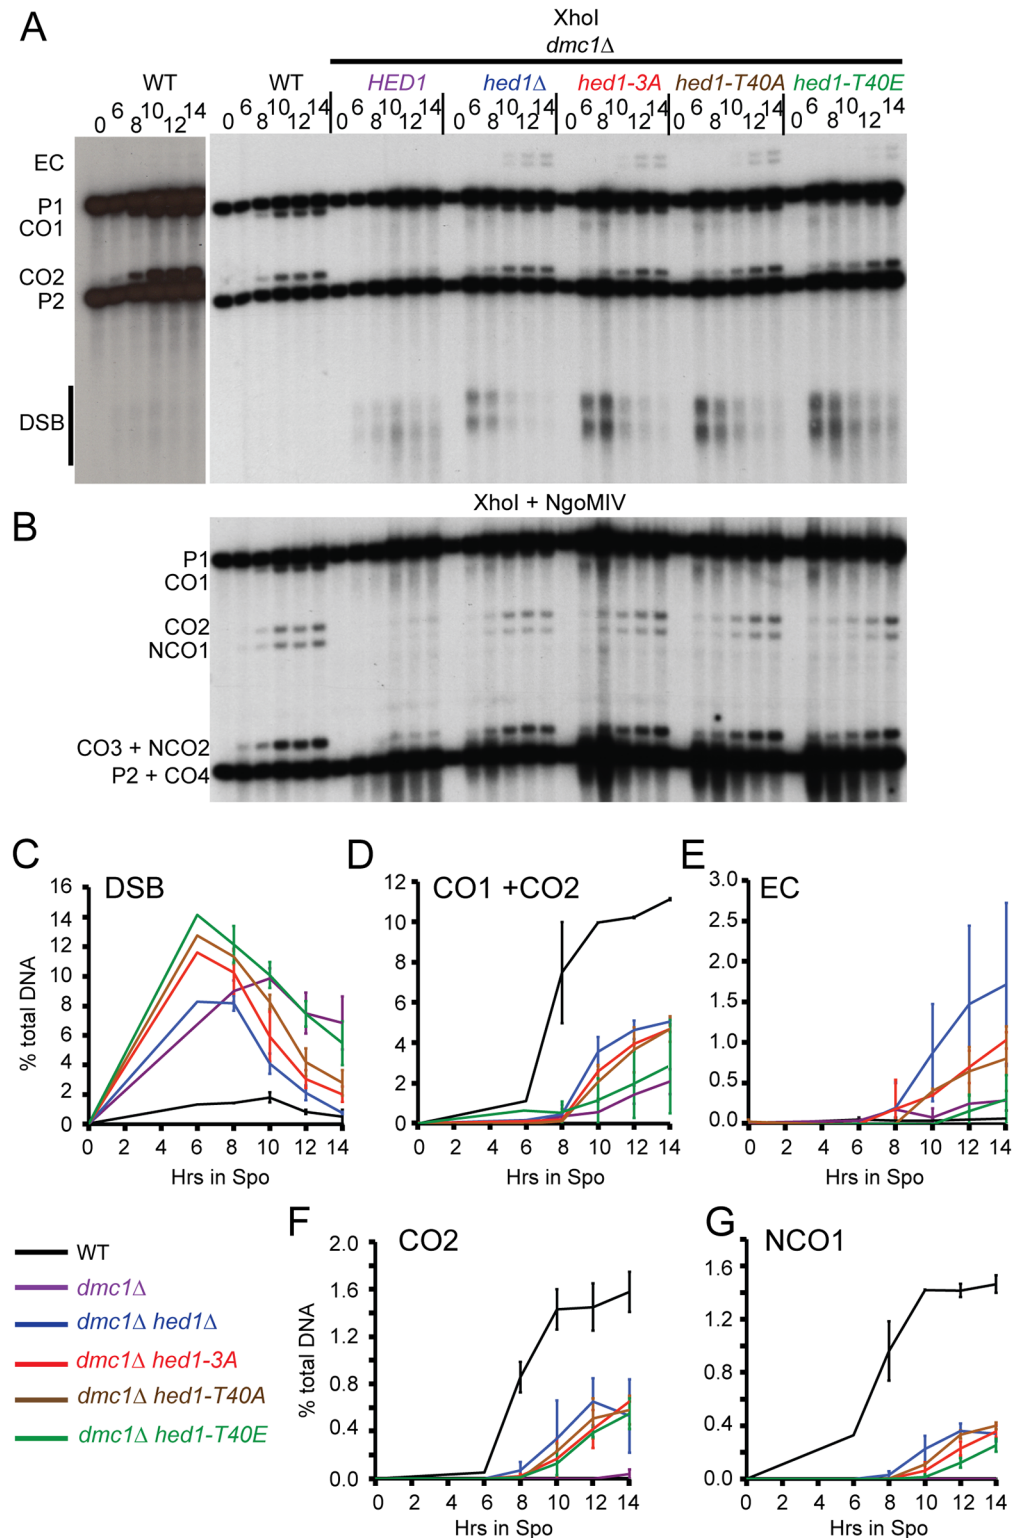 A
XhoI
dmc1Δ
WT WT HED1 hed1Δ hed1-3A hed1-T40A hed1-T40E
0 6 8 10 12 14 0 6 8 10 12 14 0 6 8 10 12 14 0 6 8 10 12 14 0 6 8 10 12 14 0 6 8 10 12 14 0 6 8 10 12 14
EC
P1
CO1
CO2
P2
DSB
B
XhoI + NgoMIV
P1
CO1
CO2
NCO1
CO3 + NCO2
P2 + CO4
C
DSB
% total DNA
16
14
12
10
8
6
4
2
0
0 2 4 6 8 10 12 14
Hrs in Spo
D
CO1 +CO2
12
10
8
6
4
2
0
0 2 4 6 8 10 12 14
Hrs in Spo
E
EC
3.0
2.5
2.0
1.5
1.0
0.5
0.0
0 2 4 6 8 10 12 14
Hrs in Spo
WT
dmc1Δ
dmc1Δ hed1Δ
dmc1Δ hed1-3A
dmc1Δ hed1-T40A
dmc1Δ hed1-T40E
F
CO2
% total DNA
2.0
1.6
1.2
0.8
0.4
0.0
0 2 4 6 8 10 12 14
Hrs in Spo
G
NCO1
1.6
1.2
0.8
0.4
0.0
0 2 4 6 8 10 12 14
Hrs in Spo